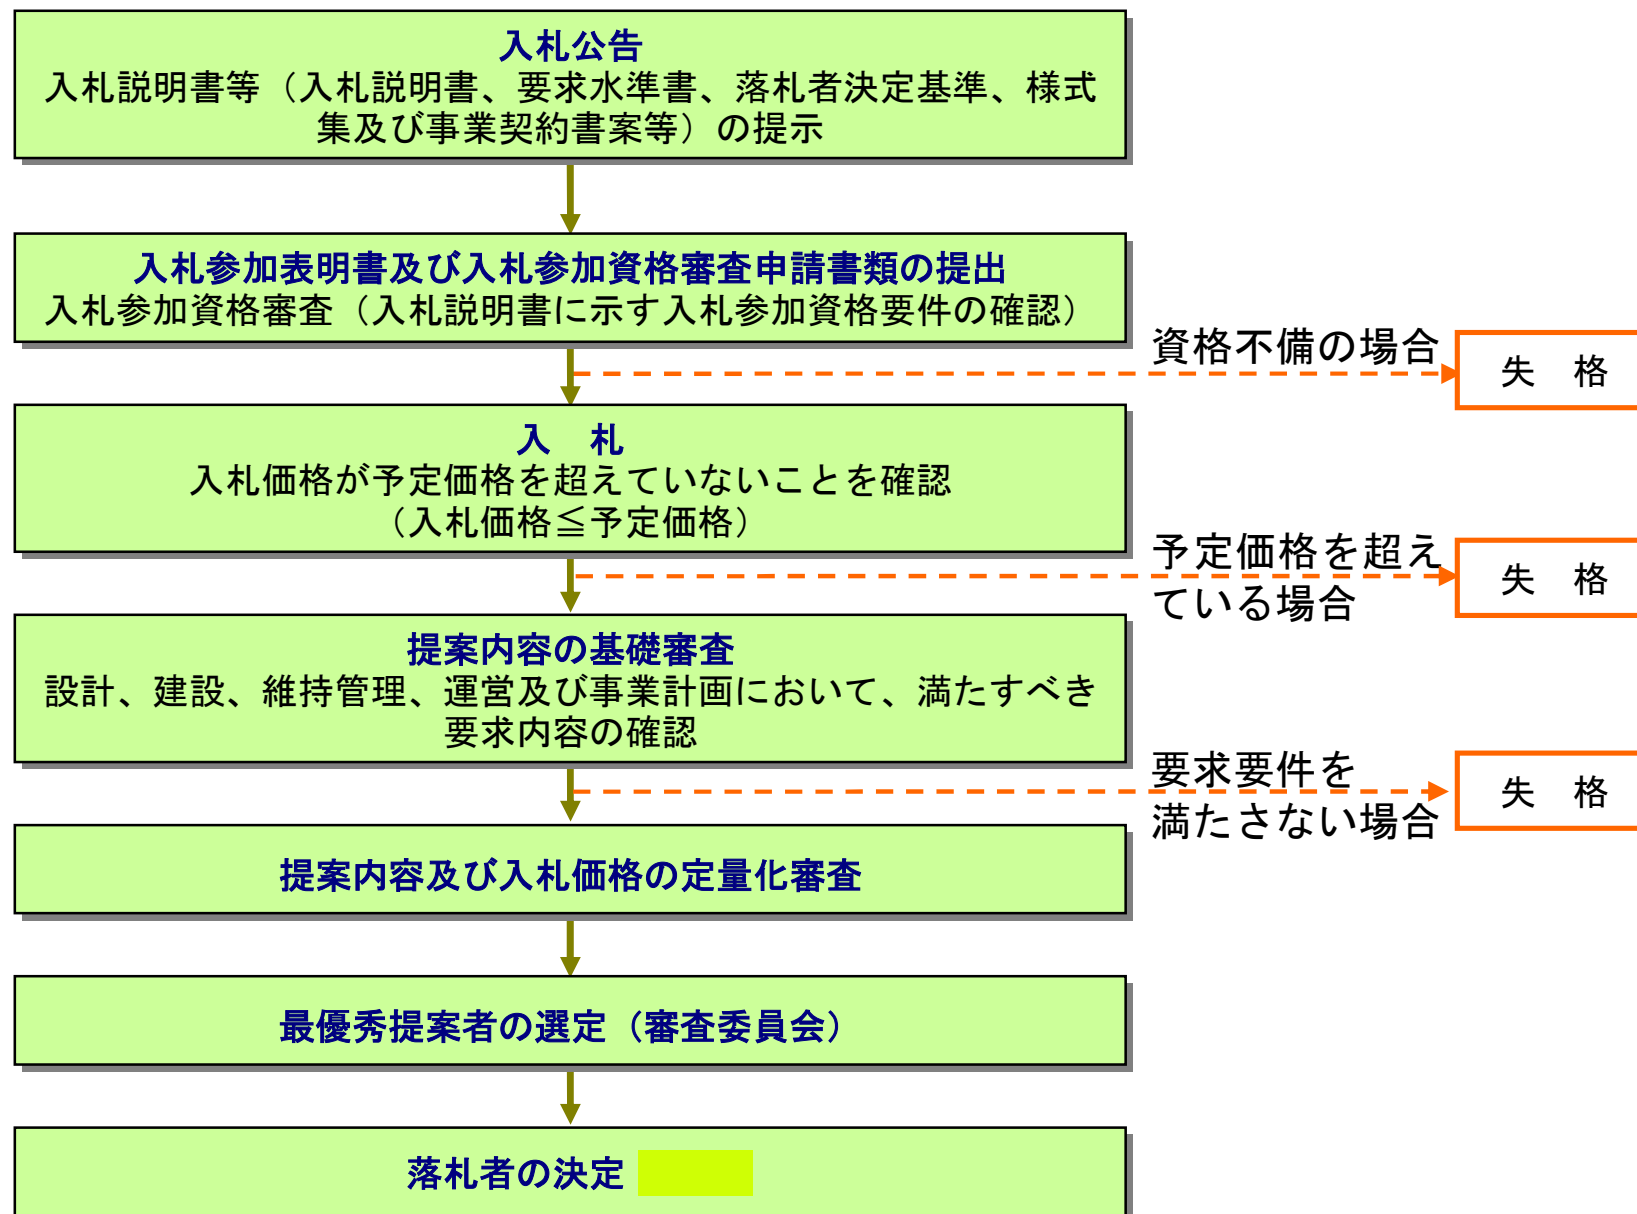 入札公告
入札説明書等（入札説明書、要求水準書、落札者決定基準、様式
集及び事業契約書案等）の提示
入札参加表明書及び入札参加資格審査申請書類の提出
入札参加資格審査（入札説明書に示す入札参加資格要件の確認）
資格不備の場合
失　格
入　札
入札価格が予定価格を超えていないことを確認
（入札価格≦予定価格）
予定価格を超え
ている場合
失　格
提案内容の基礎審査
設計、建設、維持管理、運営及び事業計画において、満たすべき
要求内容の確認
要求要件を
満たさない場合
失　格
提案内容及び入札価格の定量化審査
最優秀提案者の選定（審査委員会）
落札者の決定